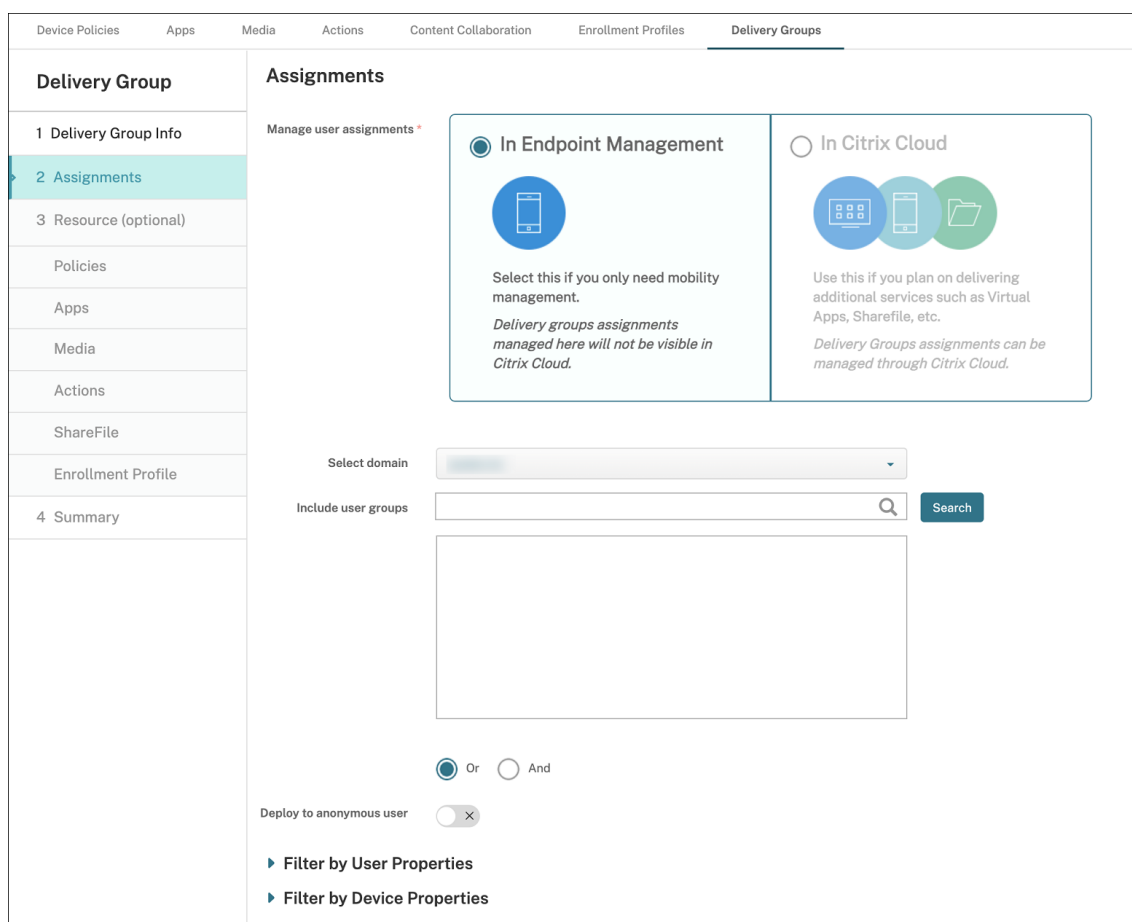 Device Policies Apps Media Actions Content Collaboration Enrollment Profiles Delivery Groups
Delivery Group
1 Delivery Group Info
2 Assignments
3 Resource (optional)
Policies
Apps
Media
Actions
ShareFile
Enrollment Profile
4 Summary
Assignments
Manage user assignments *
In Endpoint Management
Select this if you only need mobility
management.
Delivery groups assignments
managed here will not be visible in
Citrix Cloud.
In Citrix Cloud
Use this if you plan on delivering
additional services such as Virtual
Apps, Sharefile, etc.
Delivery Groups assignments can be
managed through Citrix Cloud.
Select domain
Include user groups
Search
Or And
Deploy to anonymous user
Filter by User Properties
Filter by Device Properties